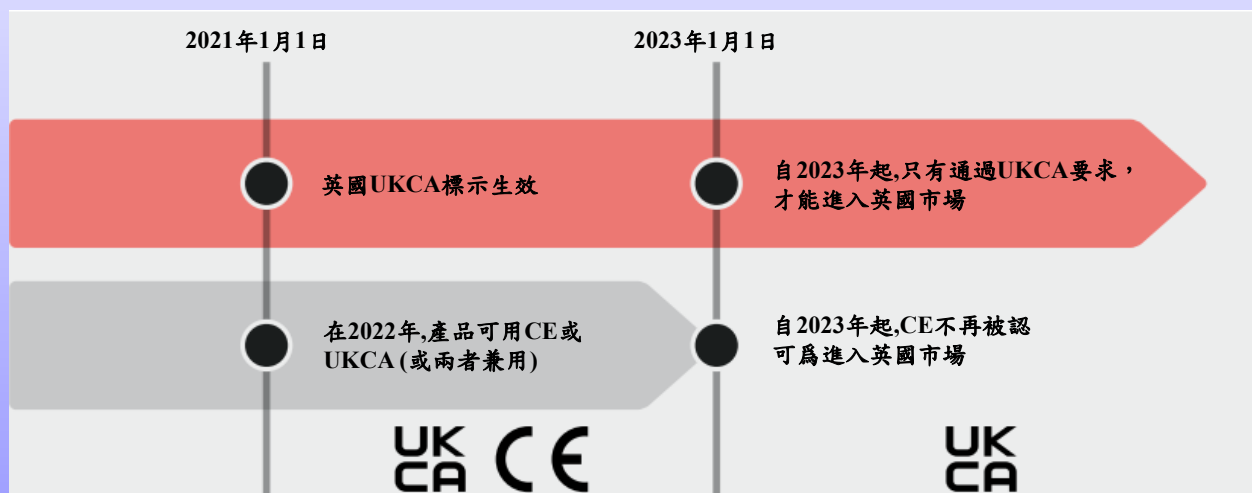 2021年1月1日
2023年1月1日
英國UKCA標示生效
自2023年起,只有通過UKCA要求，
才能進入英國市場
在2022年,產品可用CE或
UKCA (或兩者兼用)
自2023年起,CE不再被認
可爲進入英國市場
UK
CA
CE
UK
CA